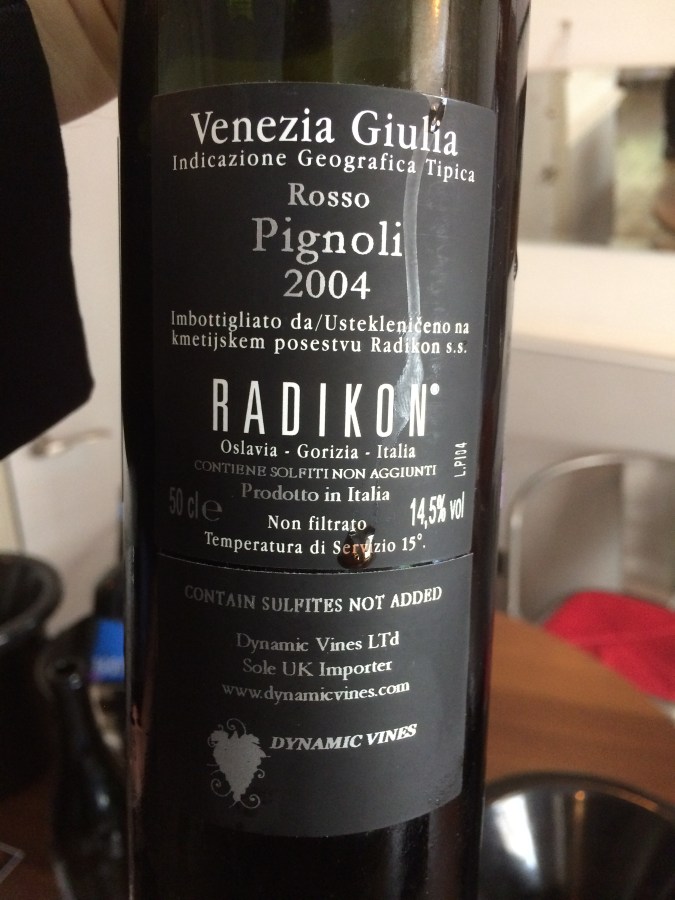 Venezia Giulia
Indicazione Geografica Tipica
Rosso
Pignoli
2004
Imbottigliato da/Ustekleničeno na
kmetijskem posestvu Radikon s.s.
RADIKON®
Oslavia - Gorizia - Italia
CONTIENE SOLFITI NON AGGIUNTI
L.PI04
Prodotto in Italia
50 cl e
14,5% vol
Non filtrato
Temperatura di Servizio 15°.
CONTAIN SULFITES NOT ADDED
Dynamic Vines LTd
Sole UK Importer
www.dynamicvines.com
DYNAMIC VINES